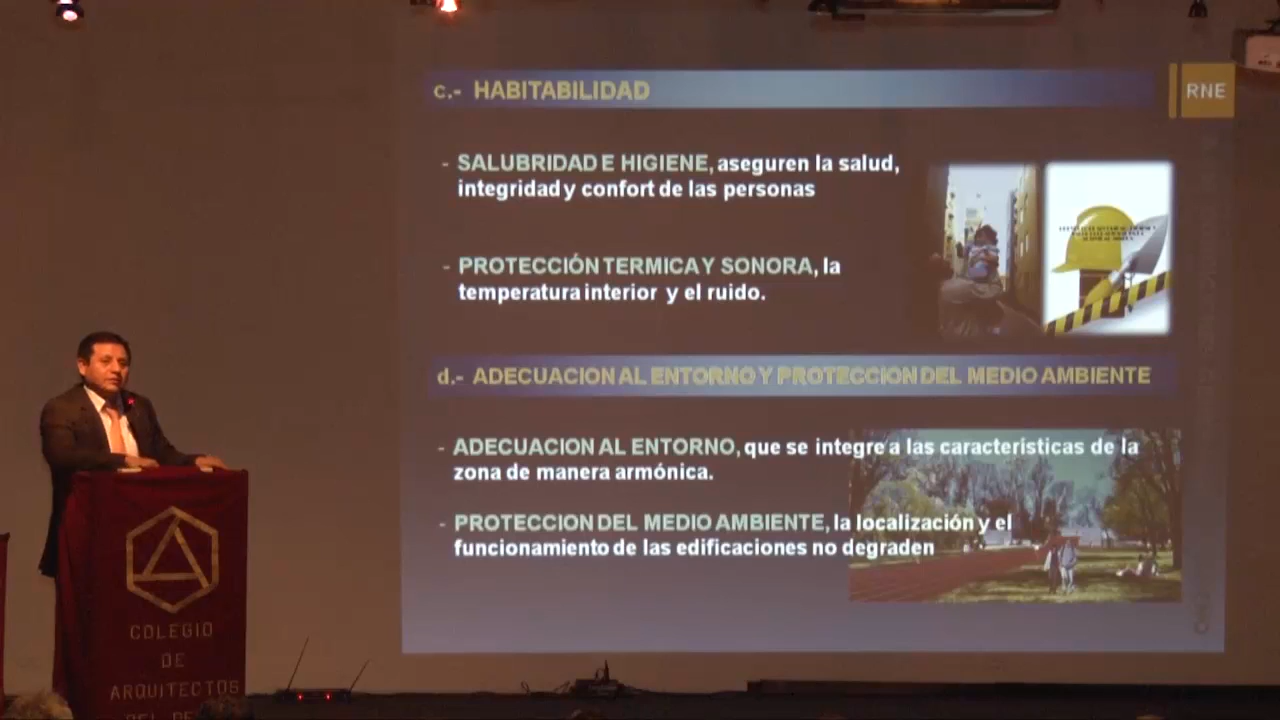 c.- HABITABILIDAD
RNE
- SALUBRIDAD E HIGIENE, aseguren la salud,
integridad y confort de las personas
- PROTECCIÓN TERMICA Y SONORA, la
temperatura interior y el ruido.
d.- ADECUACION AL ENTORNO Y PROTECCION DEL MEDIO AMBIENTE
- ADECUACION AL ENTORNO, que se integre a las características de la
zona de manera armónica.
- PROTECCION DEL MEDIO AMBIENTE, la localización y el
funcionamiento de las edificaciones no degraden
COLEGIO
DE
ARQUITECTOS